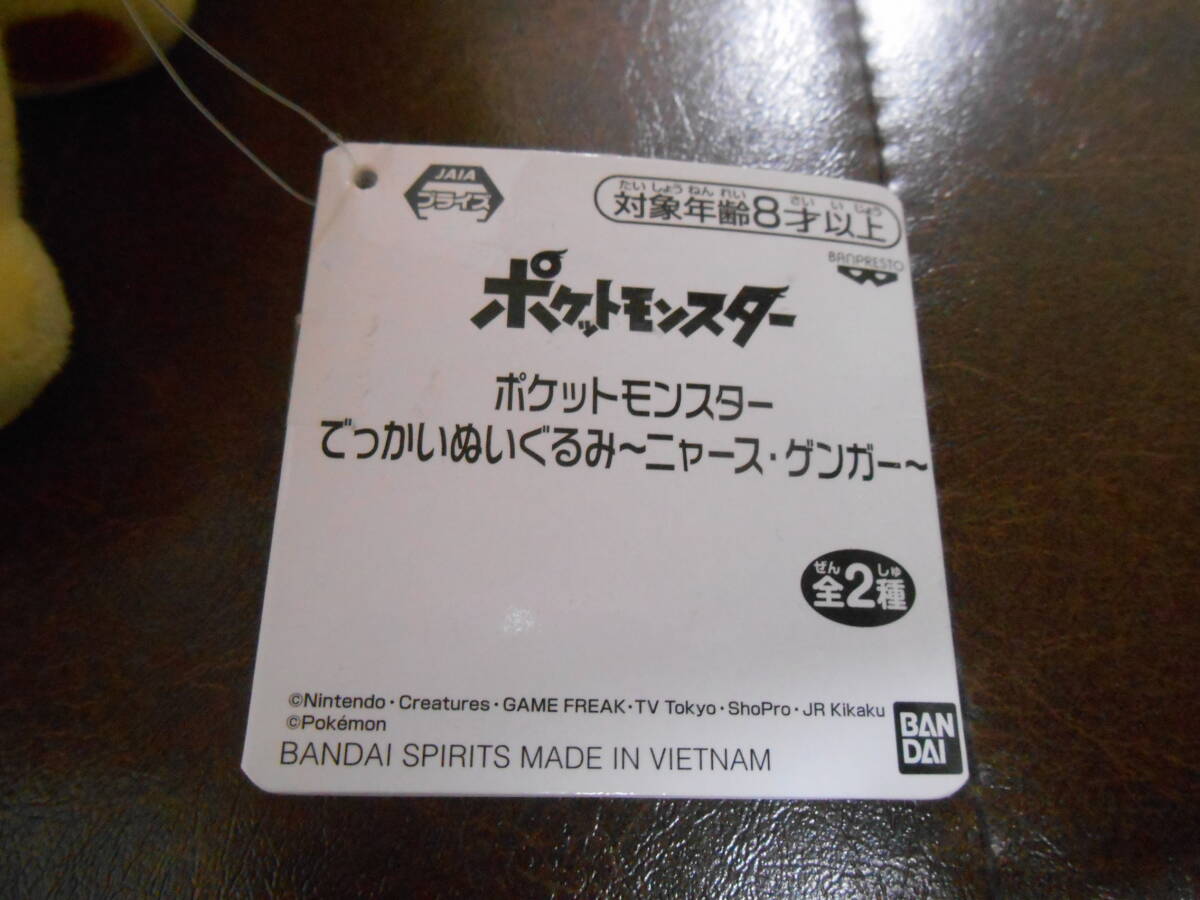 JAIA
プライズ
たいしょうねんれい さい いじょう
対象年齢8才以上
BANPRESTO
ポケットモンスター
ポケットモンスター
でっかいぬいぐるみ〜ニャース・ゲンガー〜
ぜん しゅ
全2種
©Nintendo・Creatures・GAME FREAK・TV Tokyo・ShoPro・JR Kikaku
©Pokémon
BANDAI SPIRITS MADE IN VIETNAM
BAN
DAI